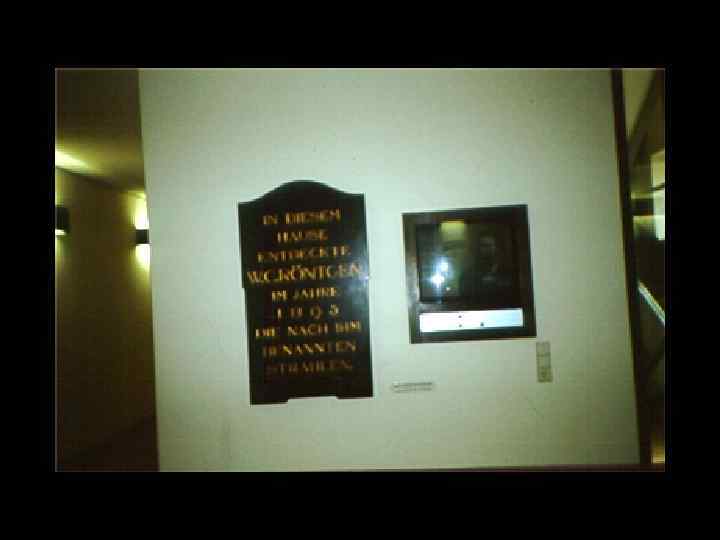 IN DIESEM
HAUSE
ENTDECKTE
W.C.RÖNTGEN
IM JAHRE
1895
DIE NACH IHM
BENANNTEN
STRAHLEN.